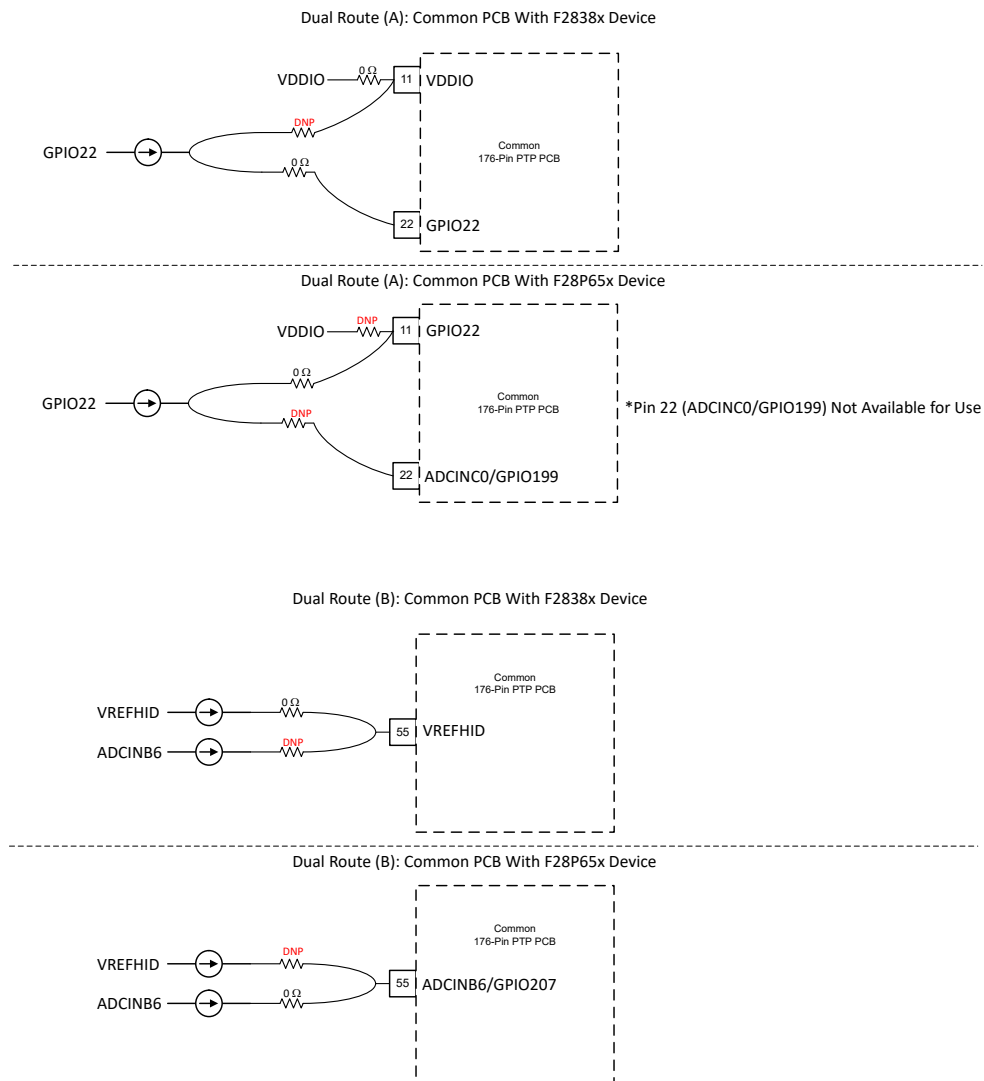 Dual Route (A): Common PCB With F2838x Device
VDDIO
0 Ω
11
VDDIO
DNP
GPIO22
Common
176-Pin PTP PCB
0 Ω
22
GPIO22
Dual Route (A): Common PCB With F28P65x Device
VDDIO
DNP
11
GPIO22
0 Ω
GPIO22
Common
176-Pin PTP PCB
*Pin 22 (ADCINC0/GPIO199) Not Available for Use
DNP
22
ADCINC0/GPIO199
Dual Route (B): Common PCB With F2838x Device
Common
176-Pin PTP PCB
VREFHID
0 Ω
55
VREFHID
ADCINB6
DNP
Dual Route (B): Common PCB With F28P65x Device
Common
176-Pin PTP PCB
VREFHID
DNP
55
ADCINB6/GPIO207
ADCINB6
0 Ω